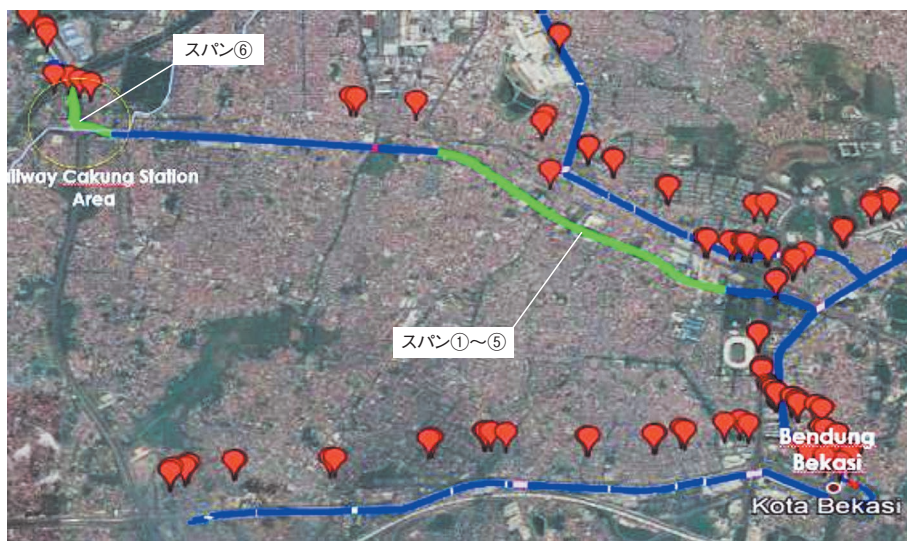 スパン⑥
ilway Cakung Station
Area
スパン①〜⑤
Bendung
Bekasi
Kota Bekasi